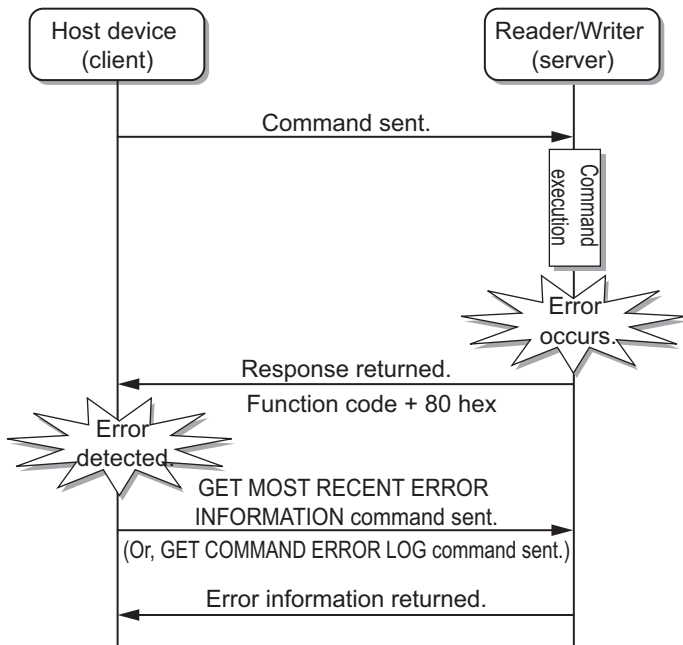 Host device
(client)
Reader/Writer
(server)
Command sent.
Command
execution
Error
occurs.
Response returned.
Function code + 80 hex
Error
detected.
GET MOST RECENT ERROR
INFORMATION command sent.
(Or, GET COMMAND ERROR LOG command sent.)
Error information returned.